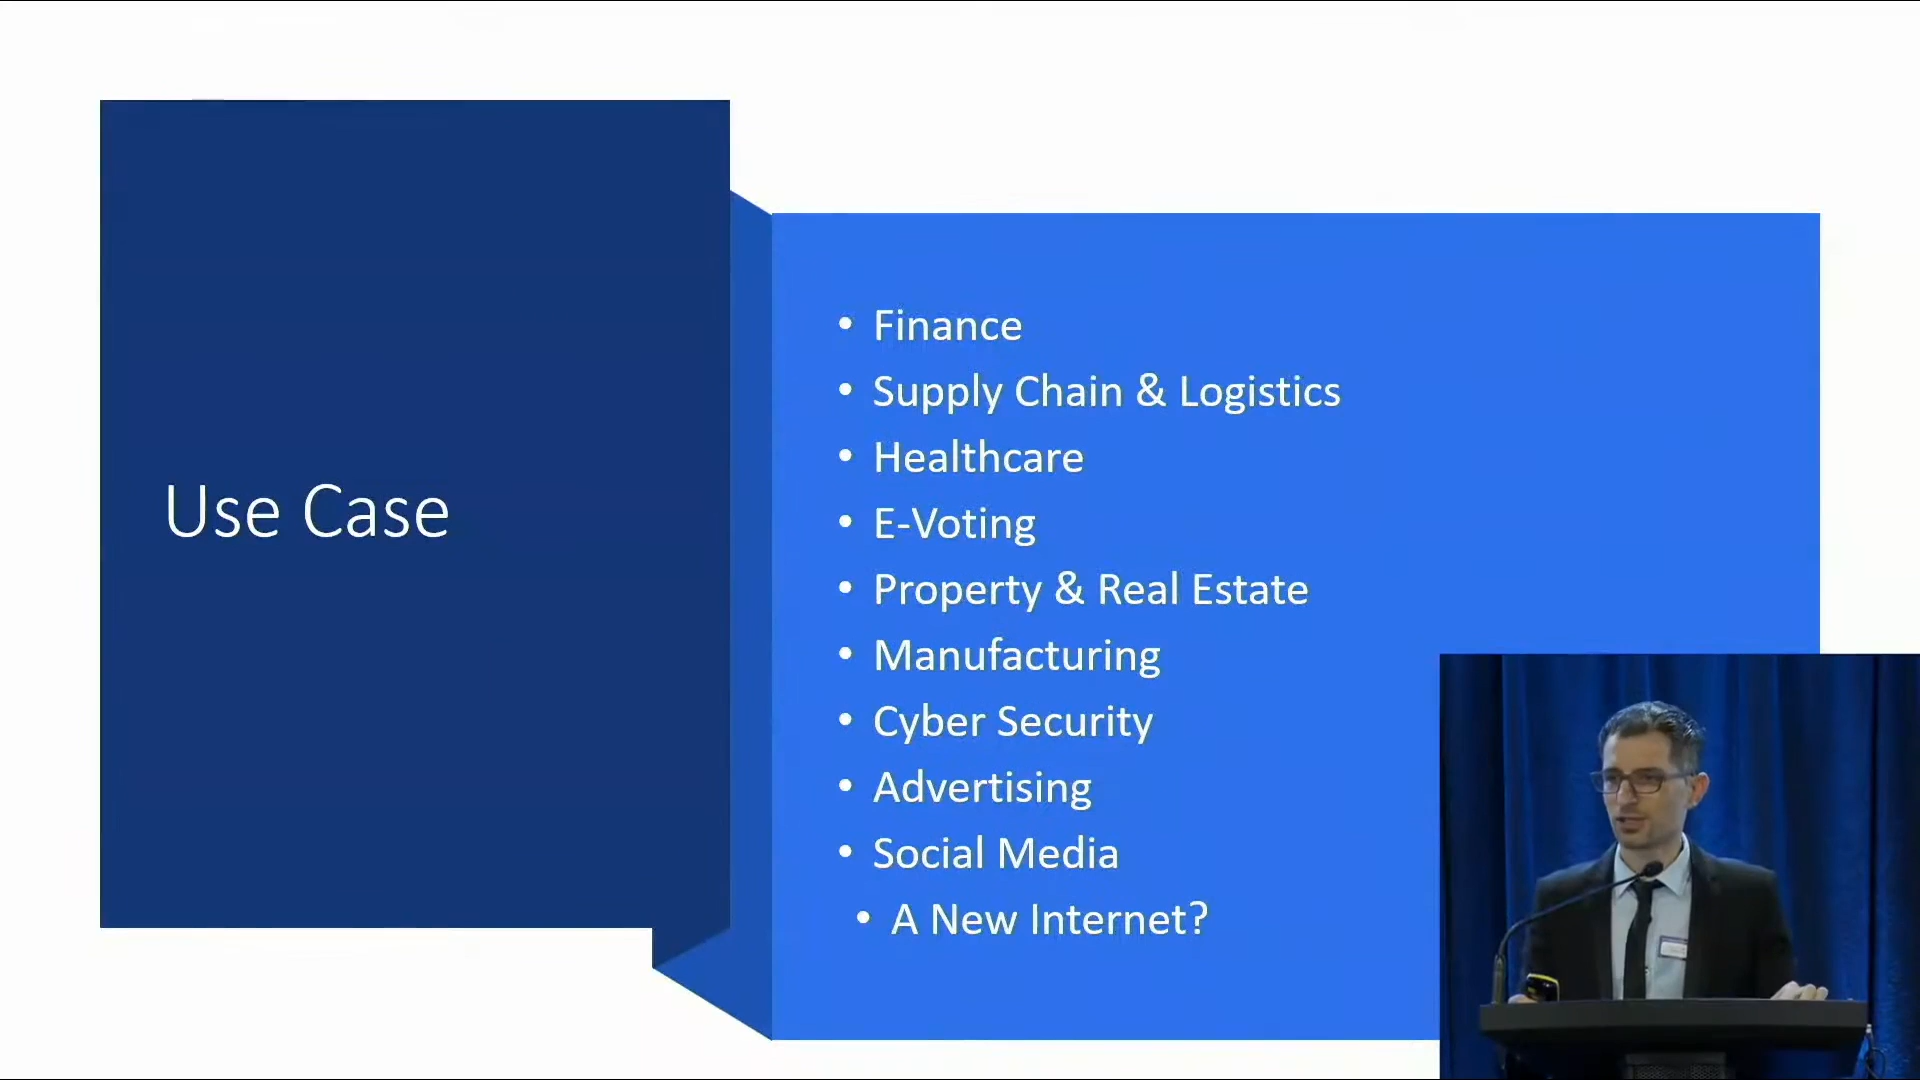 Use Case
• Finance
• Supply Chain & Logistics
• Healthcare
• E-Voting
• Property & Real Estate
• Manufacturing
• Cyber Security
• Advertising
• Social Media
• A New Internet?